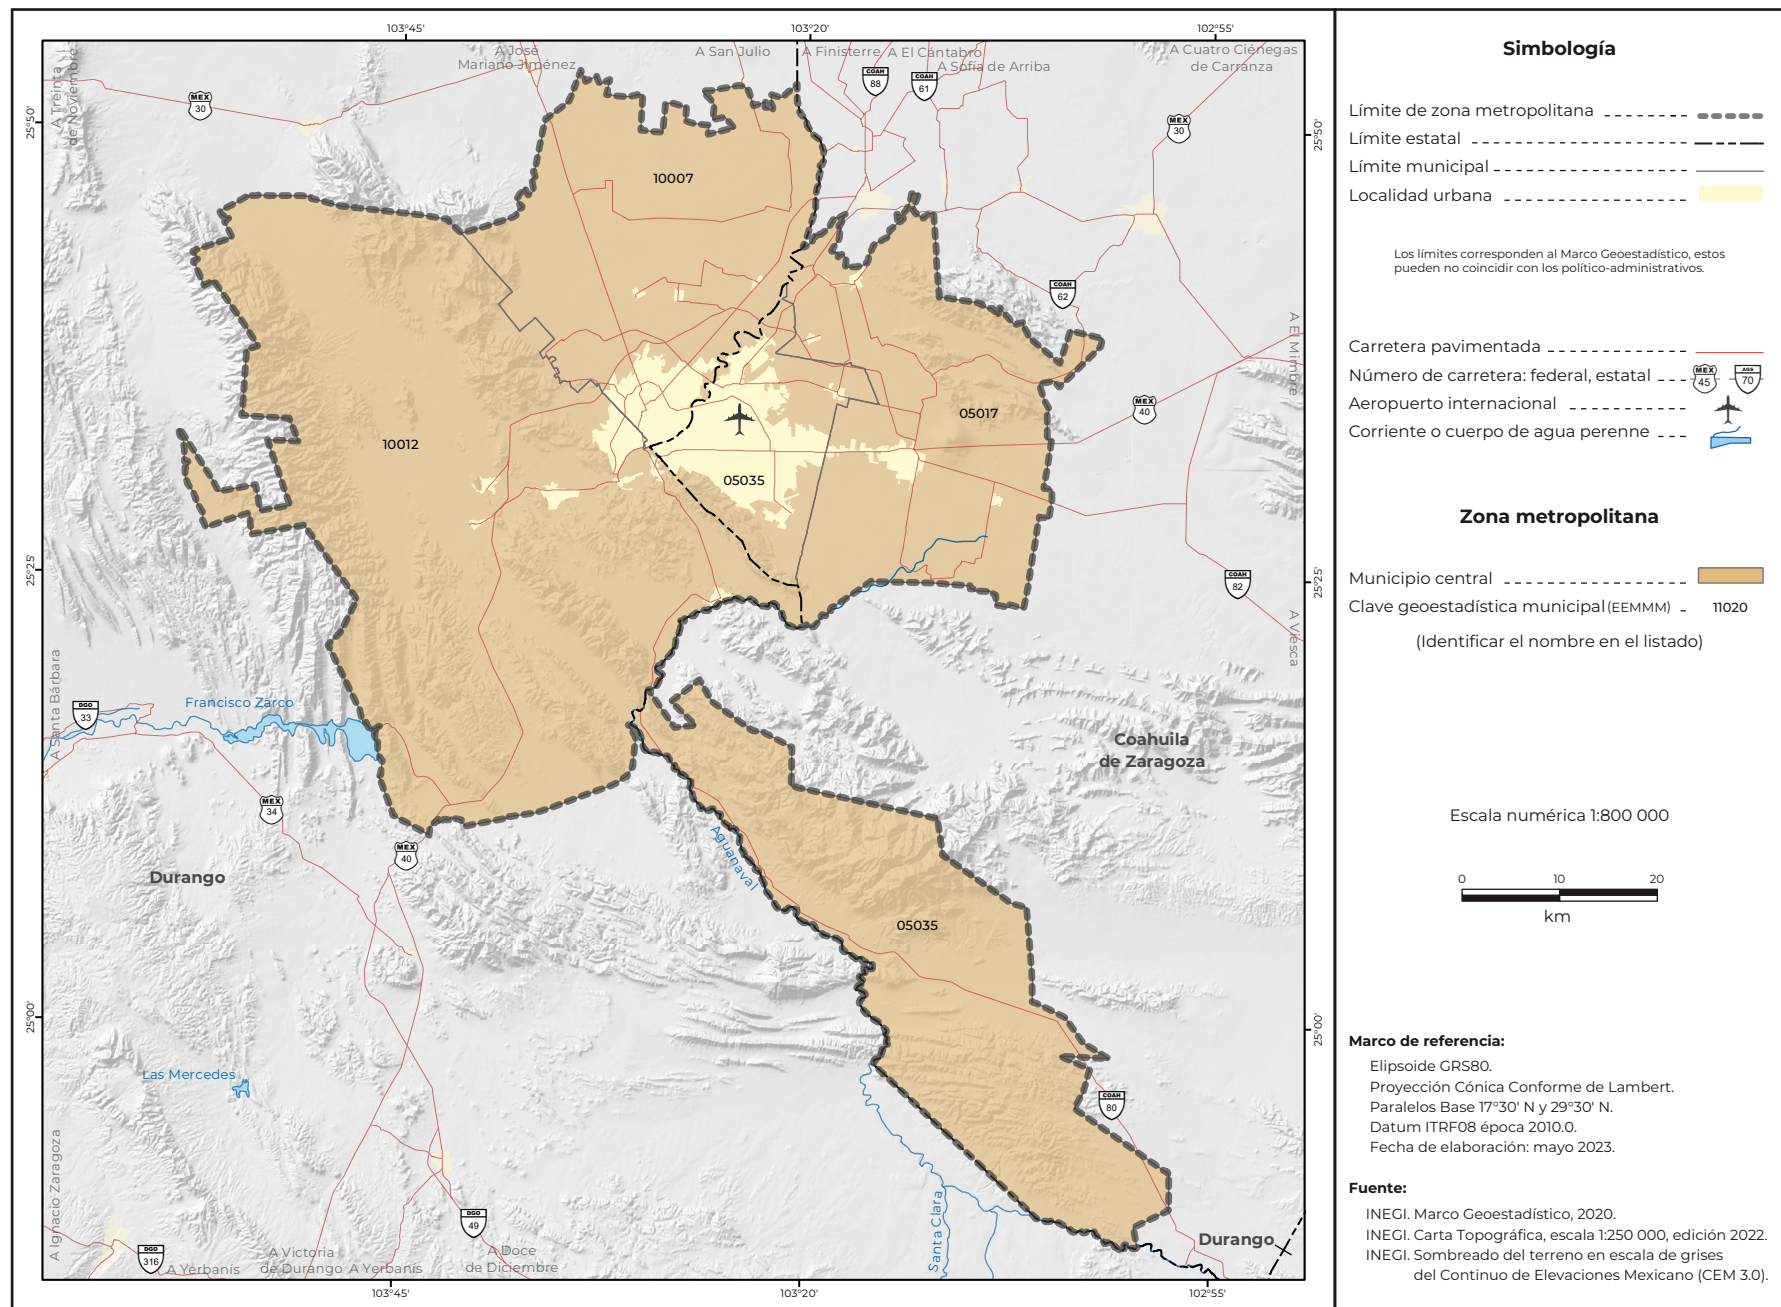 103°45'
103°20'
102°55'
A José
Mariano Jiménez
A San Julio
A Finisterre
A El Cántabro
A Sofía de Arriba
A Cuatro Ciénegas
de Carranza
A Treinta
de Noviembre
MEX
30
COAH
88
COAH
61
MEX
30
25°50'
25°50'
10007
COAH
62
A El Mimbre
MEX
40
10012
05017
05035
25°25'
25°25'
COAH
82
A Viesca
A Santa Bárbara
DGO
33
Francisco Zarco
Coahuila
de Zaragoza
MEX
34
MEX
40
Aguanaval
Durango
05035
25°00'
25°00'
Las Mercedes
COAH
80
A Ignacio Zaragoza
Santa Clara
DGO
49
Durango
DGO
316
A Yerbanís
A Victoria
de Durango
A Yerbanís
A Doce
de Diciembre
103°45'
103°20'
102°55'
Simbología
Límite de zona metropolitana
Límite estatal
Límite municipal
Localidad urbana
Los límites corresponden al Marco Geoestadístico, estos
pueden no coincidir con los político-administrativos.
Carretera pavimentada
Número de carretera: federal, estatal
MEX
45
AGS
70
Aeropuerto internacional
Corriente o cuerpo de agua perenne
Zona metropolitana
Municipio central
Clave geoestadística municipal (EEMMM) 11020
(Identificar el nombre en el listado)
Escala numérica 1:800 000
0 10 20
km
Marco de referencia:
Elipsoide GRS80.
Proyección Cónica Conforme de Lambert.
Paralelos Base 17°30' N y 29°30' N.
Datum ITRF08 época 2010.0.
Fecha de elaboración: mayo 2023.
Fuente:
INEGI. Marco Geoestadístico, 2020.
INEGI. Carta Topográfica, escala 1:250 000, edición 2022.
INEGI. Sombreado del terreno en escala de grises
del Continuo de Elevaciones Mexicano (CEM 3.0).